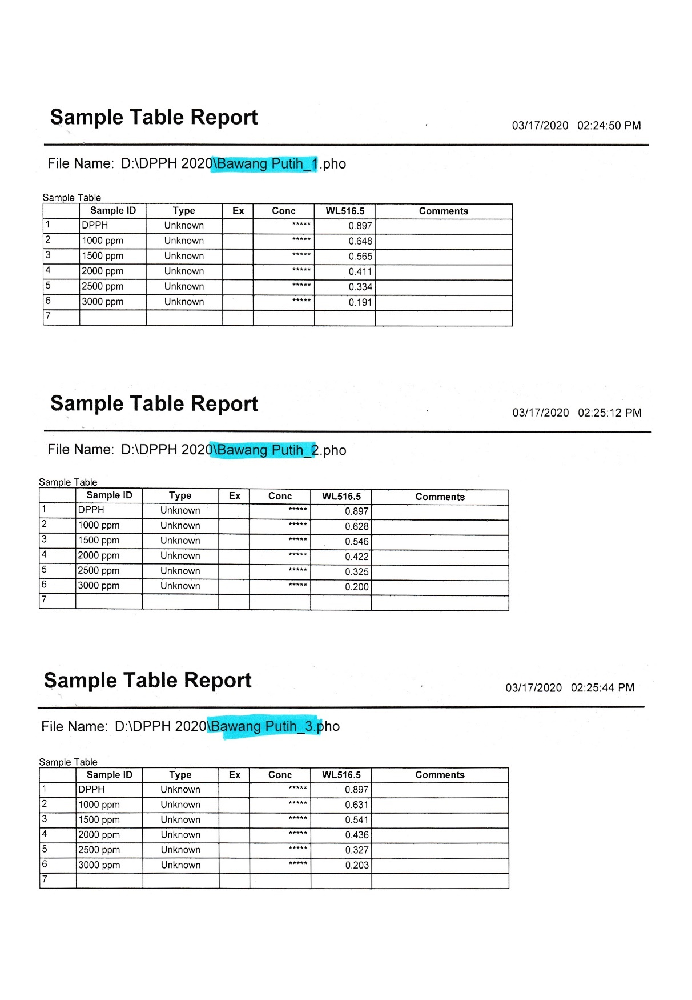 Sample Table Report
03/17/2020 02:24:50 PM
File Name: D:\DPPH 2020\Bawang Putih_1.pho
Sample Table
Sample ID Type Ex Conc WL516.5 Comments
1 DPPH Unknown ***** 0.897
2 1000 ppm Unknown ***** 0.648
3 1500 ppm Unknown ***** 0.565
4 2000 ppm Unknown ***** 0.411
5 2500 ppm Unknown ***** 0.334
6 3000 ppm Unknown ***** 0.191
7
Sample Table Report
03/17/2020 02:25:12 PM
File Name: D:\DPPH 2020\Bawang Putih_2.pho
Sample Table
Sample ID Type Ex Conc WL516.5 Comments
1 DPPH Unknown ***** 0.897
2 1000 ppm Unknown ***** 0.628
3 1500 ppm Unknown ***** 0.546
4 2000 ppm Unknown ***** 0.422
5 2500 ppm Unknown ***** 0.325
6 3000 ppm Unknown ***** 0.200
7
Sample Table Report
03/17/2020 02:25:44 PM
File Name: D:\DPPH 2020\Bawang Putih_3.pho
Sample Table
Sample ID Type Ex Conc WL516.5 Comments
1 DPPH Unknown ***** 0.897
2 1000 ppm Unknown ***** 0.631
3 1500 ppm Unknown ***** 0.541
4 2000 ppm Unknown ***** 0.436
5 2500 ppm Unknown ***** 0.327
6 3000 ppm Unknown ***** 0.203
7